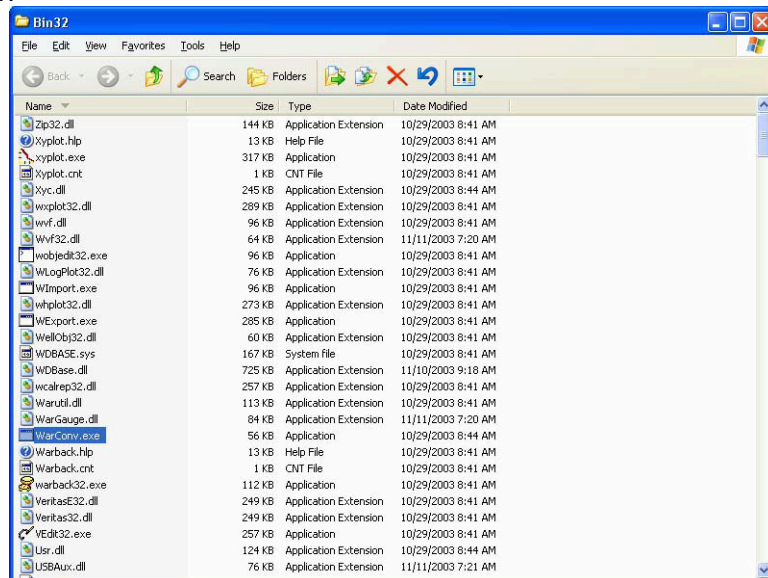 Bin32
File Edit View Favorites Tools Help
Back Search Folders
Name Size Type Date Modified
Zip32.dll 144 KB Application Extension 10/29/2003 8:41 AM
Xyplot.hlp 13 KB Help File 10/29/2003 8:41 AM
xyplot.exe 317 KB Application 10/29/2003 8:41 AM
Xyplot.cnt 1 KB CNT File 10/29/2003 8:41 AM
Xyc.dll 245 KB Application Extension 10/29/2003 8:44 AM
wxplot32.dll 289 KB Application Extension 10/29/2003 8:41 AM
wvf.dll 96 KB Application Extension 10/29/2003 8:41 AM
Wvf32.dll 64 KB Application Extension 11/11/2003 7:20 AM
wobjedit32.exe 96 KB Application 10/29/2003 8:41 AM
WLogPlot32.dll 76 KB Application Extension 10/29/2003 8:41 AM
WImport.exe 96 KB Application 10/29/2003 8:41 AM
whplot32.dll 273 KB Application Extension 10/29/2003 8:41 AM
WExport.exe 285 KB Application 10/29/2003 8:41 AM
WellObj32.dll 60 KB Application Extension 10/29/2003 8:41 AM
WDBASE.sys 167 KB System file 10/29/2003 8:41 AM
WDBase.dll 725 KB Application Extension 11/10/2003 9:18 AM
wcalrep32.dll 257 KB Application Extension 10/29/2003 8:41 AM
Warutil.dll 113 KB Application Extension 10/29/2003 8:41 AM
WarGauge.dll 84 KB Application Extension 11/11/2003 7:20 AM
WarConv.exe 56 KB Application 10/29/2003 8:44 AM
Warback.hlp 13 KB Help File 10/29/2003 8:41 AM
Warback.cnt 1 KB CNT File 10/29/2003 8:41 AM
warback32.exe 112 KB Application 10/29/2003 8:41 AM
VeritasE32.dll 249 KB Application Extension 10/29/2003 8:41 AM
Veritas32.dll 249 KB Application Extension 10/29/2003 8:41 AM
VEdit32.exe 257 KB Application 10/29/2003 8:41 AM
Usr.dll 124 KB Application Extension 10/29/2003 8:44 AM
USBAux.dll 76 KB Application Extension 11/11/2003 7:21 AM